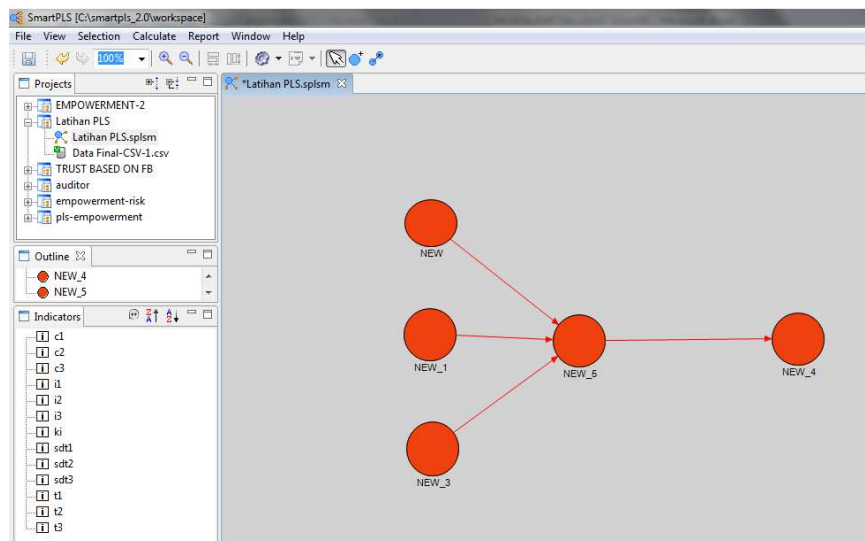 SmartPLS [C:\smartpls_2.0\workspace]
File View Selection Calculate Report Window Help
100%
Projects
*Latihan PLS.splsm
EMPOWERMENT-2
Latihan PLS
Latihan PLS.splsm
Data Final-CSV-1.csv
TRUST BASED ON FB
auditor
empowerment-risk
pls-empowerment
Outline
NEW_4
NEW_5
Indicators
c1
c2
c3
i1
i2
i3
ki
sdt1
sdt2
sdt3
t1
t2
t3
NEW
NEW_1
NEW_5
NEW_4
NEW_3